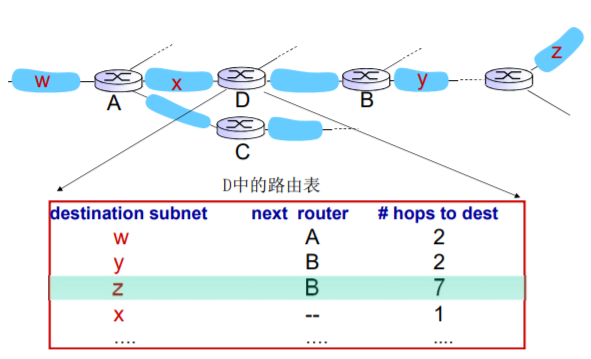 z
w
x
y
A
D
B
C
D中的路由表
destination subnet next router # hops to dest
w A 2
y B 2
z B 7
x -- 1
.... .... ....